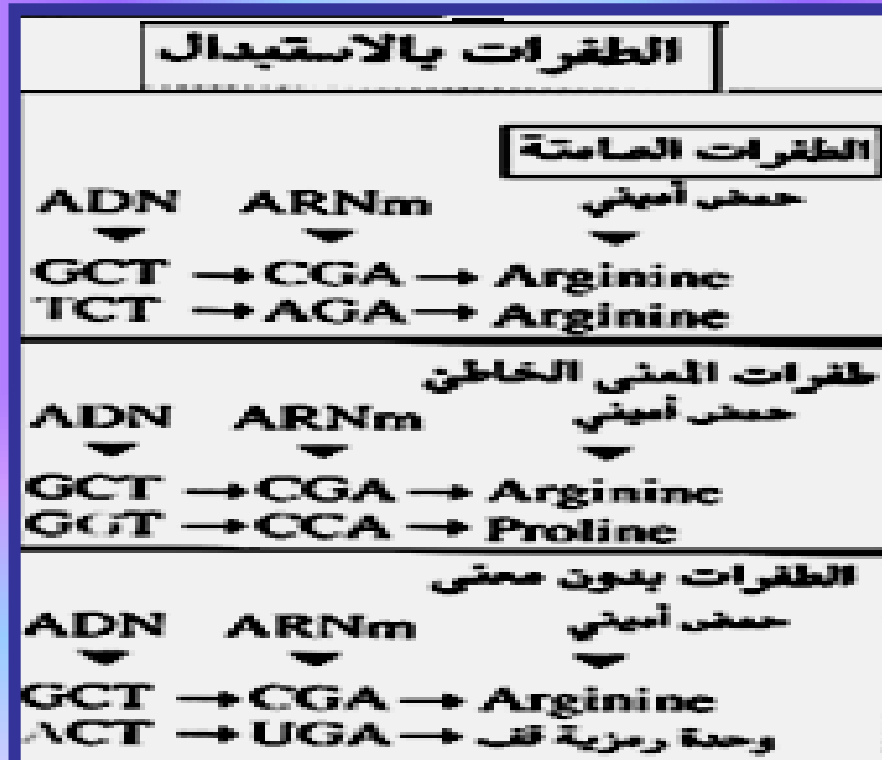 الطفرات بالاستبدال
الطفرات الصامتة
ADN ARNm حمض أميني
GCT → CGA → Arginine
TCT → AGA → Arginine
طفرات المعنى الخاطئ
ADN ARNm حمض أميني
GCT → CGA → Arginine
GGT → CCA → Proline
الطفرات بدون معنى
ADN ARNm حمض أميني
GCT → CGA → Arginine
ACT → UGA → وحدة رمزية قف